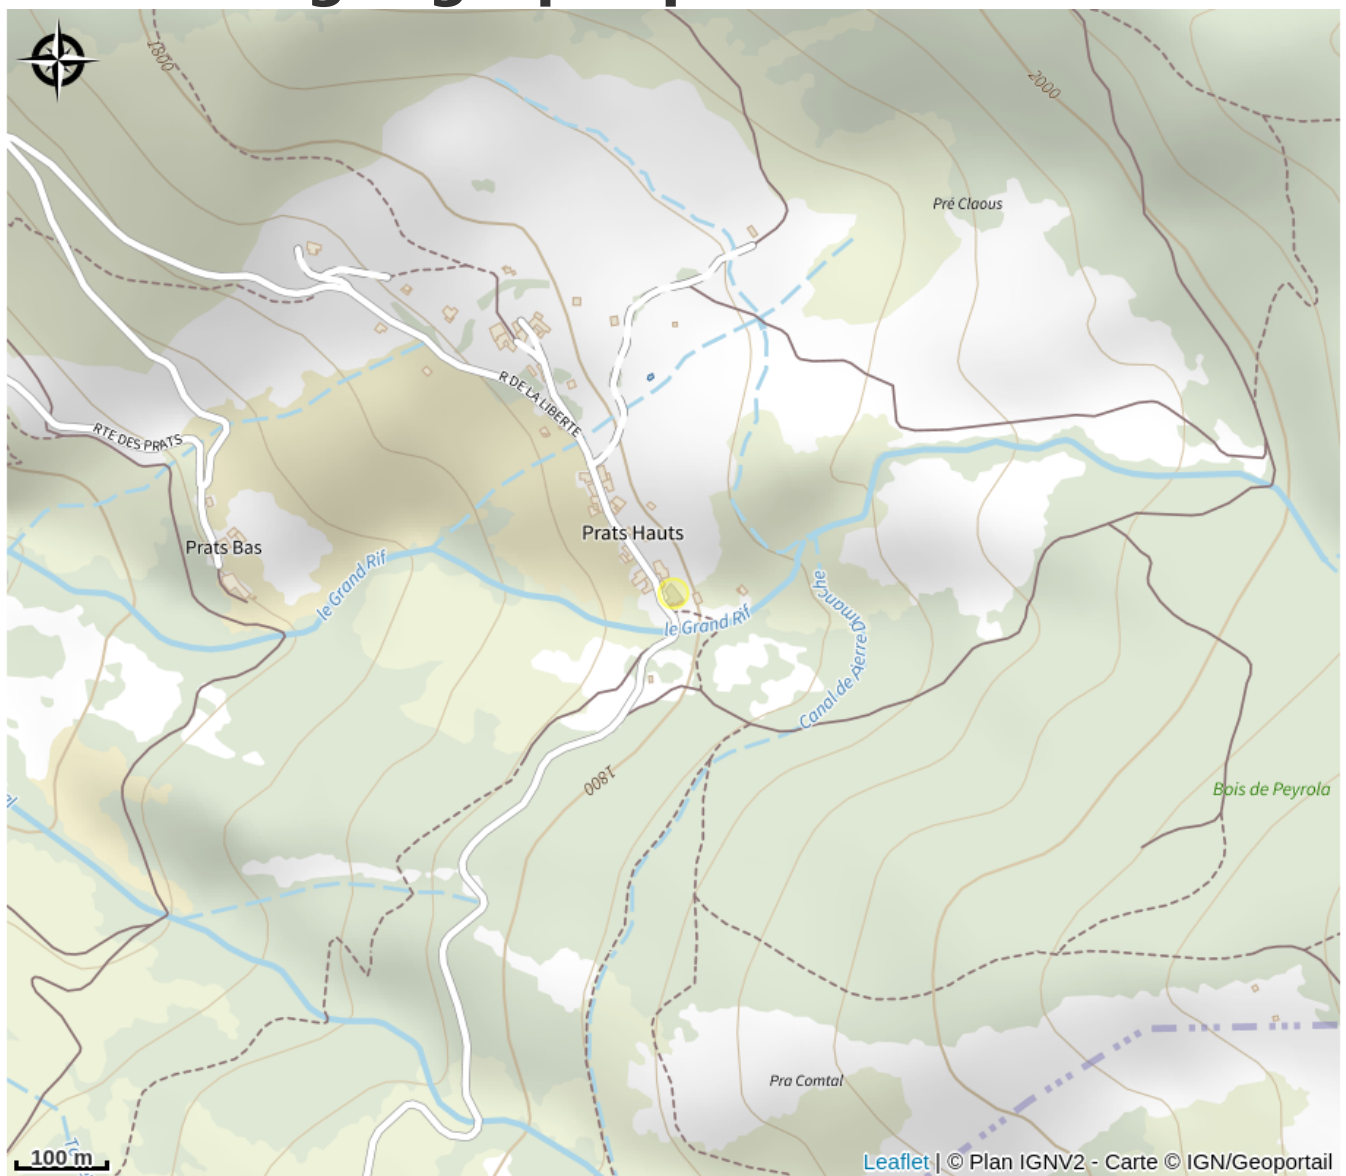 1800
2000
Pré Claous
R DE LA LIBERTE
RTE DES PRATS
Prats Hauts
Prats Bas
le Grand Rif
le Grand Rif
Canal de Pierre Dimanche
1800
Bois de Peyrola
Pra Comtal
100 m
Leaflet | © Plan IGNV2 - Carte © IGN/Geoportail